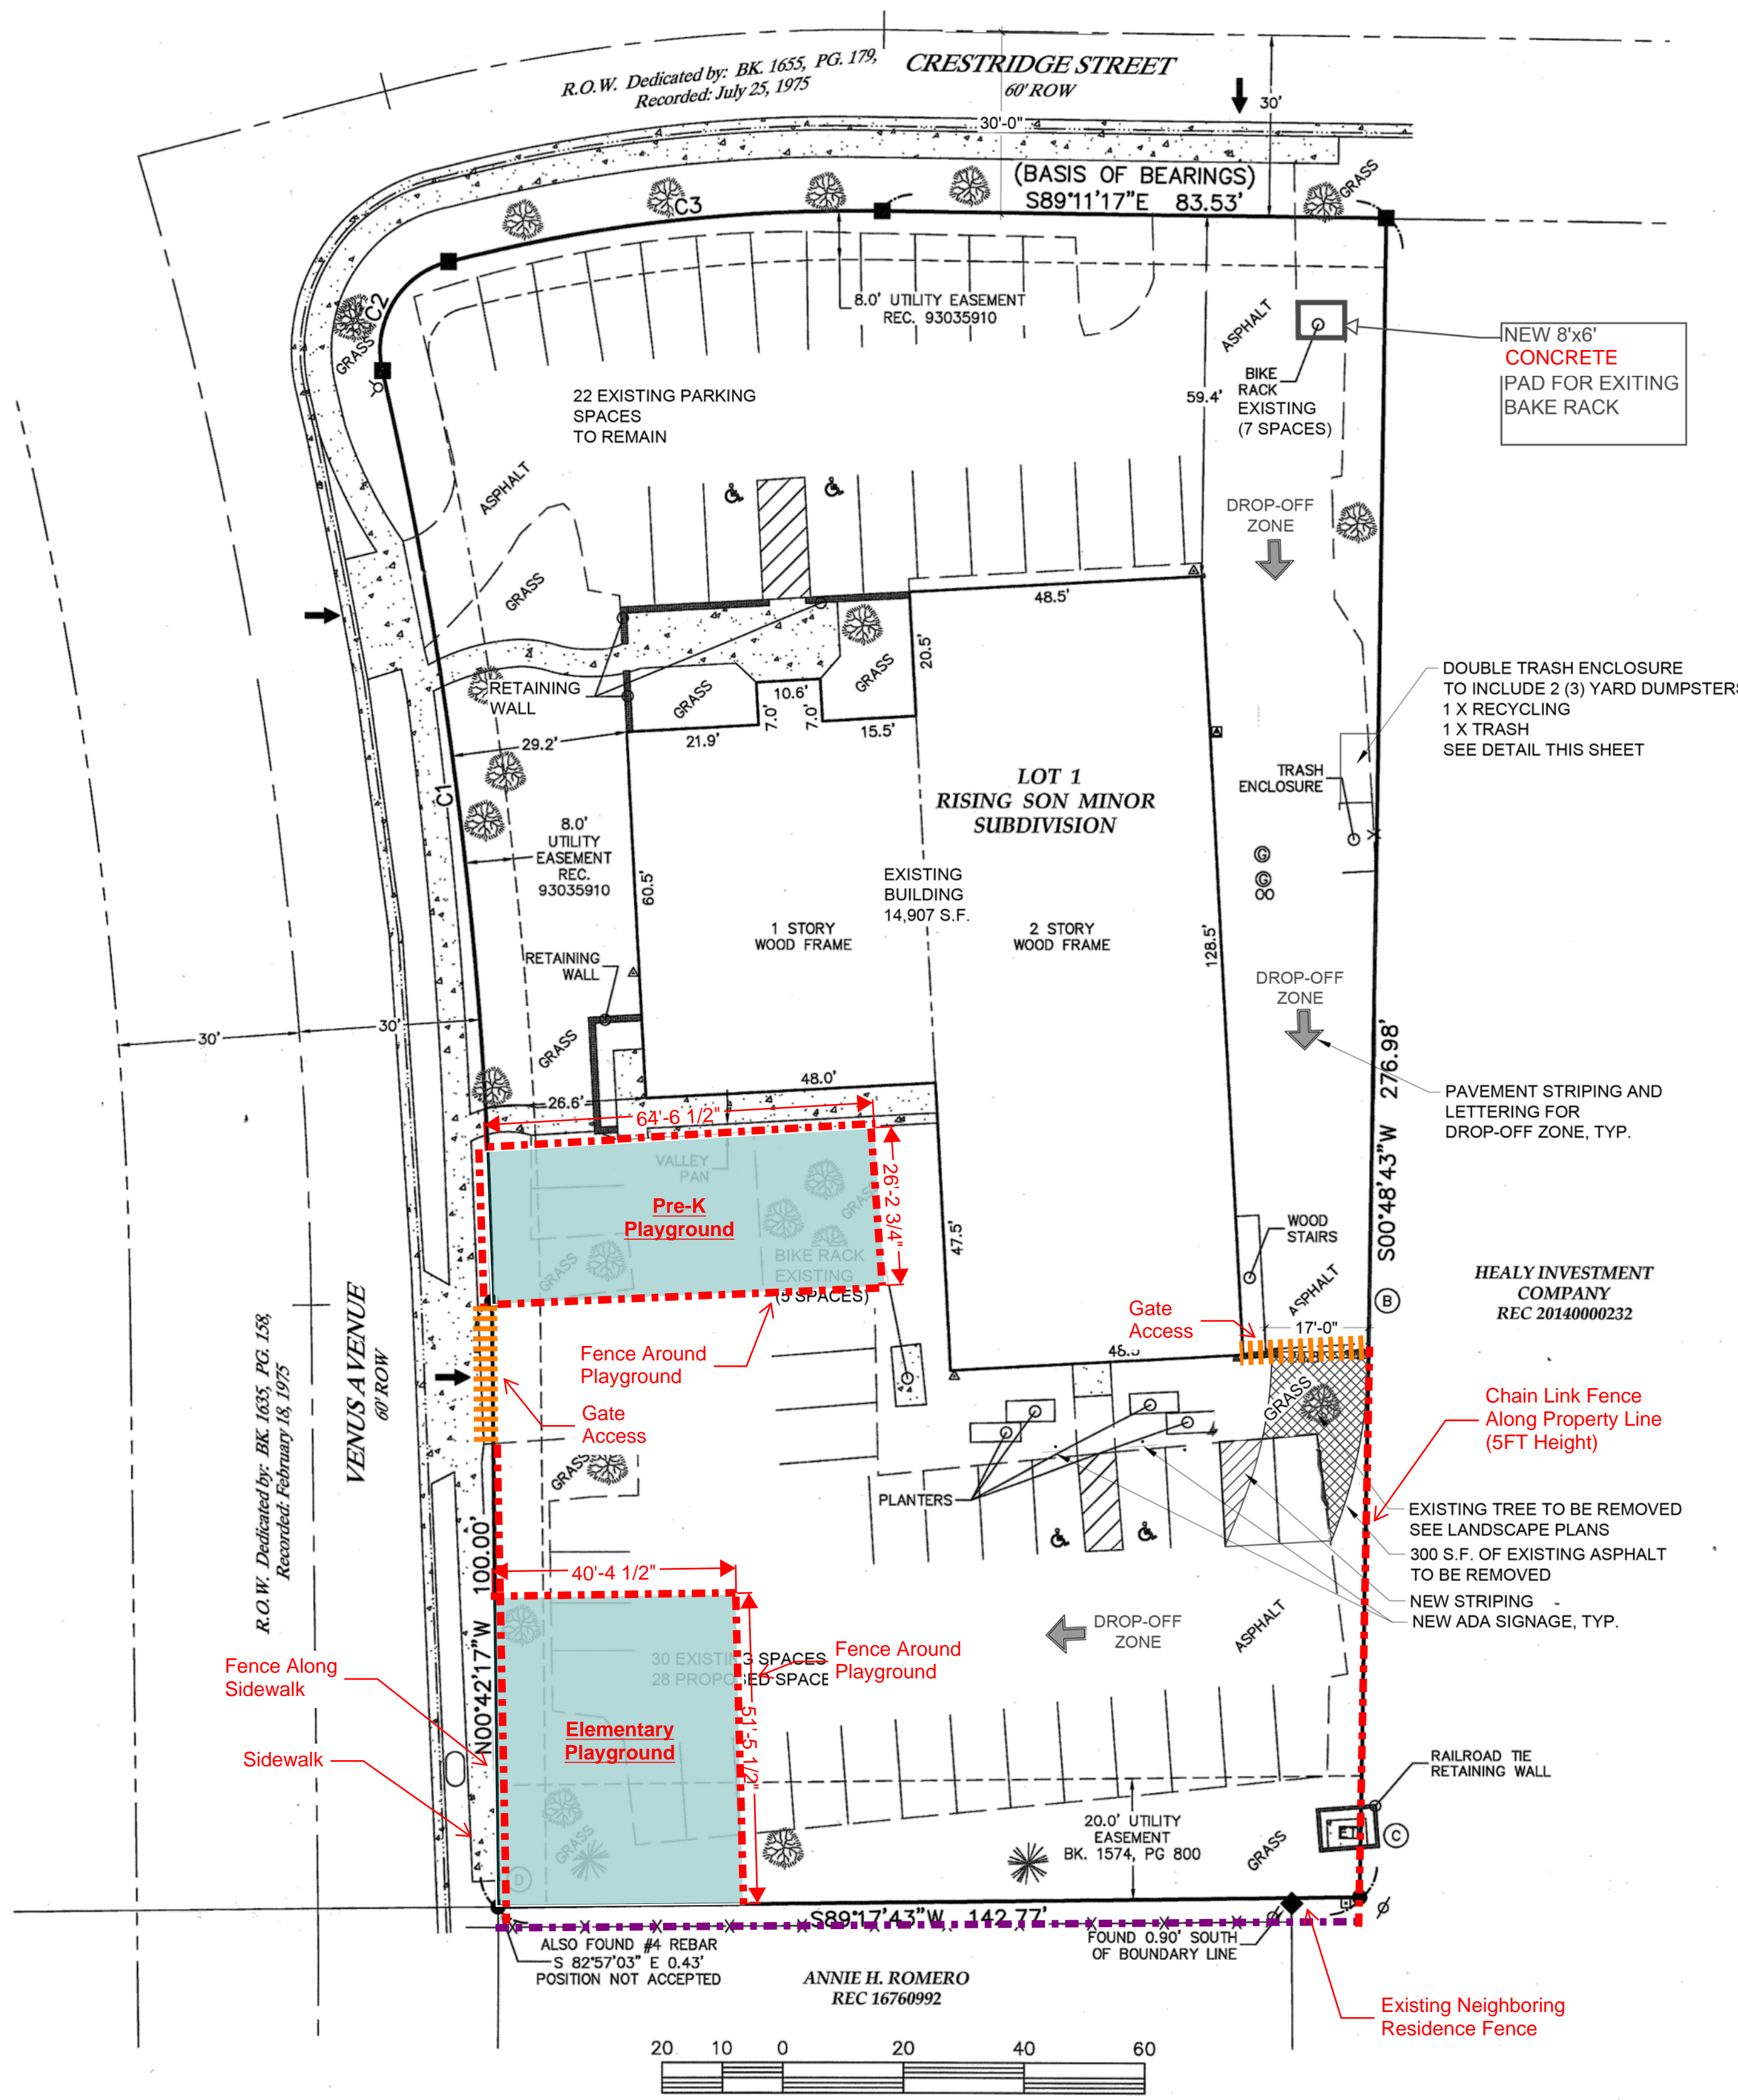 R.O.W. Dedicated by: BK. 1655, PG. 179,
Recorded: July 25, 1975
CRESTRIDGE STREET
60' ROW
30'
30'-0"
(BASIS OF BEARINGS)
S89°11'17"E 83.53'
GRASS
C3
C2
GRASS
8.0' UTILITY EASEMENT
REC. 93035910
ASPHALT
NEW 8'x6'
CONCRETE
PAD FOR EXITING
BAKE RACK
BIKE
RACK
EXISTING
(7 SPACES)
59.4'
22 EXISTING PARKING
SPACES
TO REMAIN
ASPHALT
DROP-OFF
ZONE
GRASS
48.5'
20.5'
GRASS
GRASS
RETAINING
WALL
10.6'
7.0'
7.0'
21.9'
15.5'
29.2'
DOUBLE TRASH ENCLOSURE
TO INCLUDE 2 (3) YARD DUMPSTERS
1 X RECYCLING
1 X TRASH
SEE DETAIL THIS SHEET
TRASH
ENCLOSURE
LOT 1
RISING SON MINOR
SUBDIVISION
C1
8.0'
UTILITY
EASEMENT
REC.
93035910
60.5'
EXISTING
BUILDING
14,907 S.F.
G
G
1 STORY
WOOD FRAME
2 STORY
WOOD FRAME
128.5'
RETAINING
WALL
DROP-OFF
ZONE
30'
30'
GRASS
S00°48'43"W 276.98'
48.0'
26.6'
64'-6 1/2"
PAVEMENT STRIPING AND
LETTERING FOR
DROP-OFF ZONE, TYP.
VALLEY
PAN
Pre-K
Playground
GRASS
26'-2 3/4"
BIKE RACK
EXISTING
(5 SPACES)
GRASS
47.5'
WOOD
STAIRS
ASPHALT
B
HEALY INVESTMENT
COMPANY
REC 20140000232
Gate
Access
17'-0"
R.O.W. Dedicated by: BK. 1635, PG. 158,
Recorded: February 18, 1975
VENUS AVENUE
60' ROW
Fence Around
Playground
Gate
Access
GRASS
Chain Link Fence
Along Property Line
(5FT Height)
GRASS
PLANTERS
EXISTING TREE TO BE REMOVED
SEE LANDSCAPE PLANS
300 S.F. OF EXISTING ASPHALT
TO BE REMOVED
NEW STRIPING
NEW ADA SIGNAGE, TYP.
N00°42'17"W 100.00'
40'-4 1/2"
DROP-OFF
ZONE
ASPHALT
30 EXISTING SPACES
28 PROPOSED SPACE
Fence Around
Playground
Fence Along
Sidewalk
Sidewalk
Elementary
Playground
51'-5 1/2"
RAILROAD TIE
RETAINING WALL
20.0' UTILITY
EASEMENT
BK. 1574, PG 800
GRASS
GRASS
ET
C
D
S89°17'43"W 142.77'
ALSO FOUND #4 REBAR
S 82°57'03" E 0.43'
POSITION NOT ACCEPTED
FOUND 0.90' SOUTH
OF BOUNDARY LINE
ANNIE H. ROMERO
REC 16760992
Existing Neighboring
Residence Fence
20 10 0 20 40 60